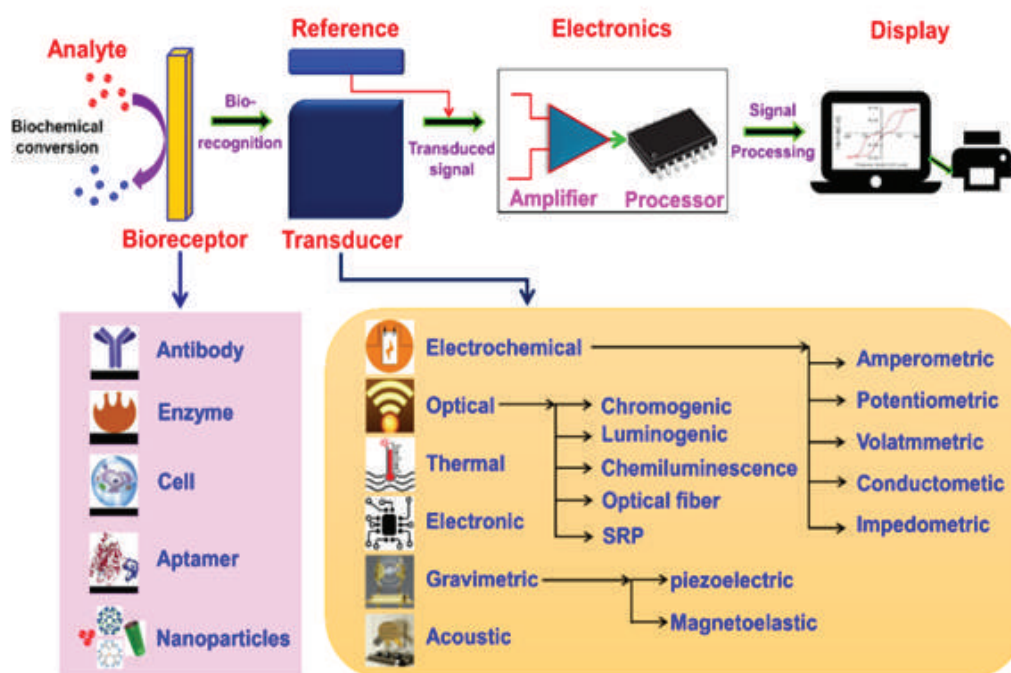 Analyte
Reference
Electronics
Display
Biochemical
conversion
Bio-
recognition
Transduced
signal
Amplifier
Processor
Signal
Processing
Bioreceptor
Transducer
Antibody
Enzyme
Cell
Aptamer
Nanoparticles
Electrochemical
Optical
Thermal
Electronic
Gravimetric
Acoustic
Chromogenic
Luminogenic
Chemiluminescence
Optical fiber
SRP
piezoelectric
Magnetoelastic
Amperometric
Potentiometric
Volatmmetric
Conductometic
Impedometric